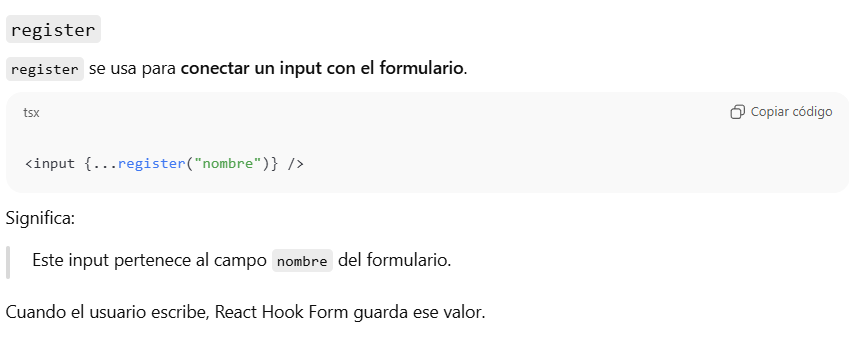 register
register se usa para conectar un input con el formulario.
tsx
Copiar código
<input {...register("nombre")} />
Significa:
Este input pertenece al campo nombre del formulario.
Cuando el usuario escribe, React Hook Form guarda ese valor.